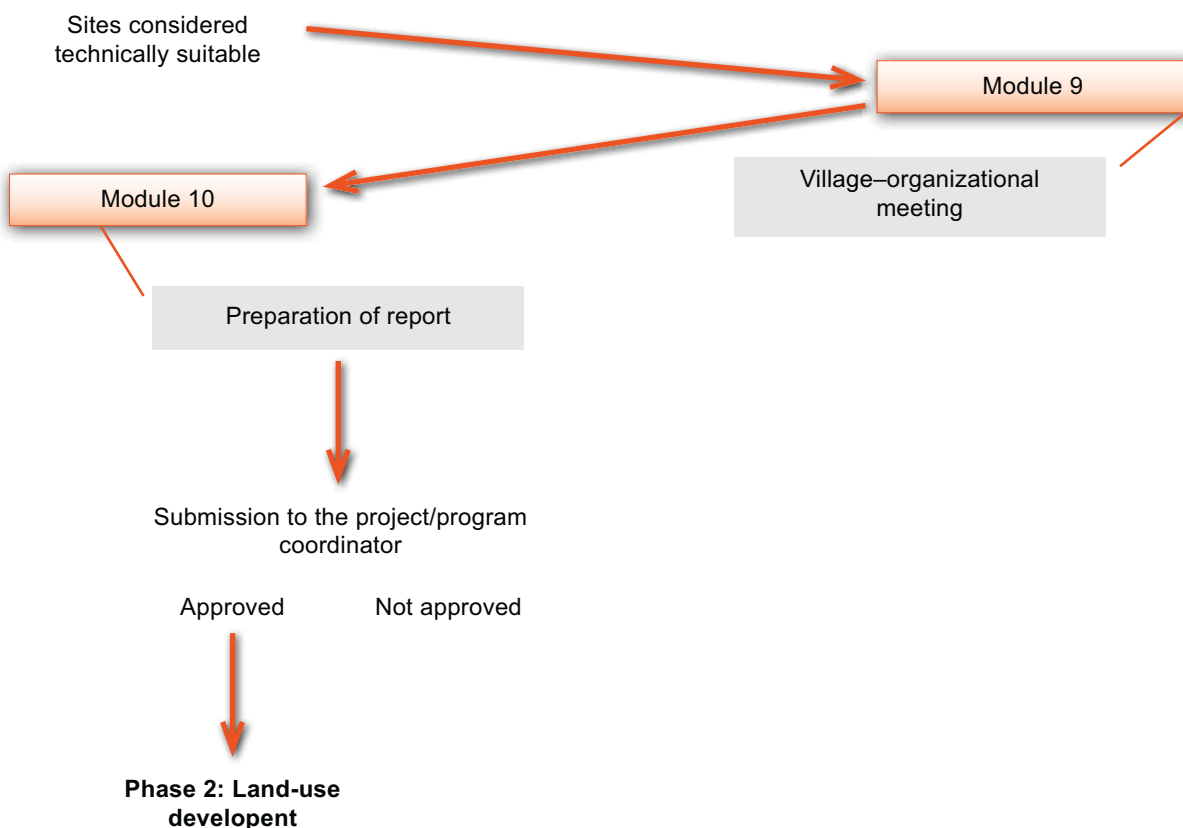 Sites considered
technically suitable
Module 9
Village–organizational
meeting
Module 10
Preparation of report
Submission to the project/program
coordinator
Approved
Not approved
Phase 2: Land-use
developent